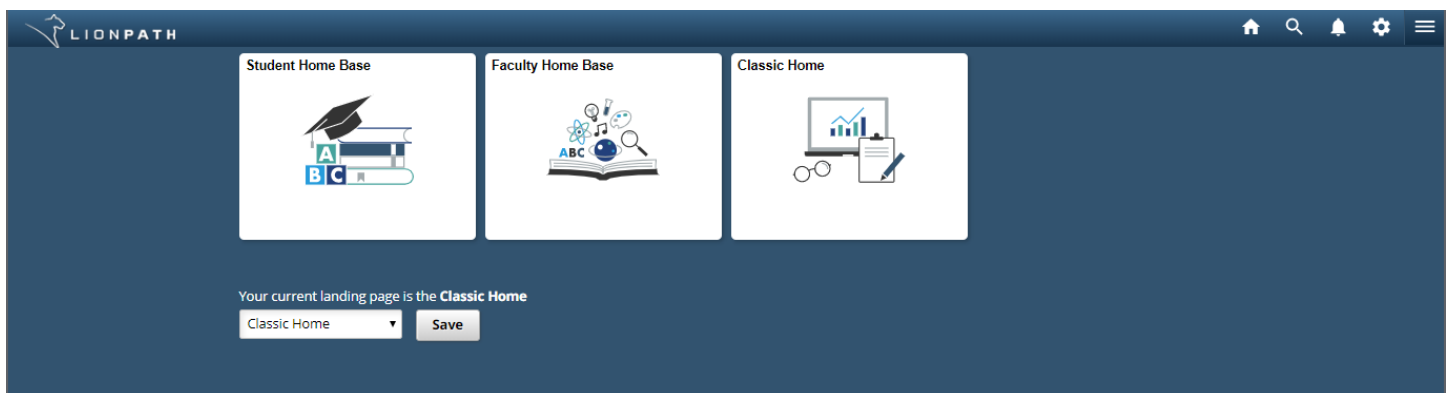 LIONPATH
Student Home Base
Faculty Home Base
Classic Home
A
B C
ABC
Your current landing page is the Classic Home
Classic Home
Save